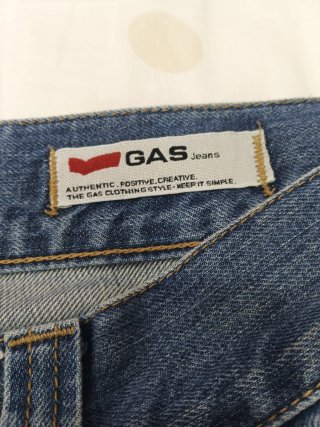 GAS Jeans
AUTHENTIC.POSITIVE.CREATIVE.
THE GAS CLOTHING STYLE-KEEP IT SIMPLE.